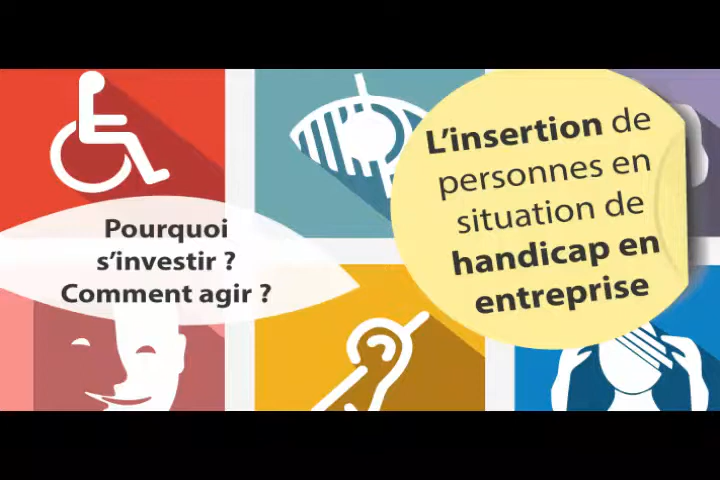 L'insertion de
personnes en
situation de
handicap en
entreprise
Pourquoi
s'investir ?
Comment agir ?